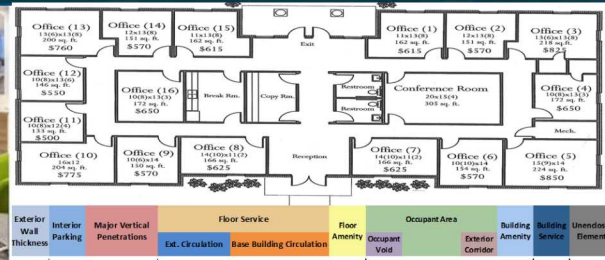 Office (13)
13(6)x13(8)
200 sq. ft.
$760
Office (14)
12x13(8)
151 sq. ft.
$570
Office (15)
11x13(8)
162 sq. ft.
$615
Exit
Office (1)
11x13(8)
162 sq. ft.
$615
Office (2)
12x13(8)
151 sq. ft.
$570
Office (3)
13(6)x13(8)
218 sq. ft.
$825
Office (12)
10(8)x13(6)
146 sq. ft.
$550
Office (16)
10(8)x13(3)
172 sq. ft.
$650
Break Rm.
Copy Rm.
Restroom
Restroom
Conference Room
20x15(4)
305 sq. ft.
Office (4)
10(8)x13(3)
172 sq. ft.
$650
Office (11)
10(8)x12(4)
133 sq. ft.
$500
Mech.
Office (10)
16x12
204 sq. ft.
$775
Office (9)
10(6)x14
150 sq. ft.
$570
Office (8)
14(10)x11(2)
166 sq. ft.
$625
Reception
Office (7)
14(10)x11(2)
166 sq. ft.
$625
Office (6)
10(10)x14
154 sq. ft.
$570
Office (5)
15(9)x14
224 sq. ft.
$850
Exterior
Wall
Thickness
Interior
Parking
Major Vertical
Penetrations
Floor Service
Ext. Circulation
Base Building Circulation
Floor
Amenity
Occupant Area
Occupant
Void
Exterior
Corridor
Building
Amenity
Building
Service
Unenclos
Element